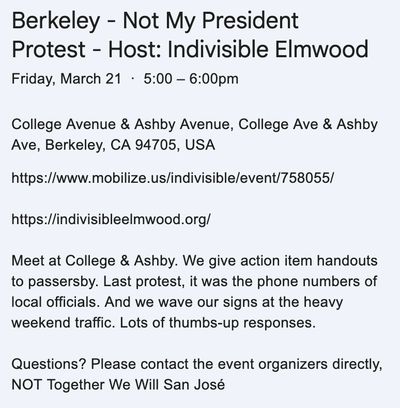 Berkeley - Not My President
Protest - Host: Indivisible Elmwood
Friday, March 21 · 5:00 – 6:00pm
College Avenue & Ashby Avenue, College Ave & Ashby
Ave, Berkeley, CA 94705, USA
https://www.mobilize.us/indivisible/event/758055/
https://indivisibleelmwood.org/
Meet at College & Ashby. We give action item handouts
to passersby. Last protest, it was the phone numbers of
local officials. And we wave our signs at the heavy
weekend traffic. Lots of thumbs-up responses.
Questions? Please contact the event organizers directly,
NOT Together We Will San José